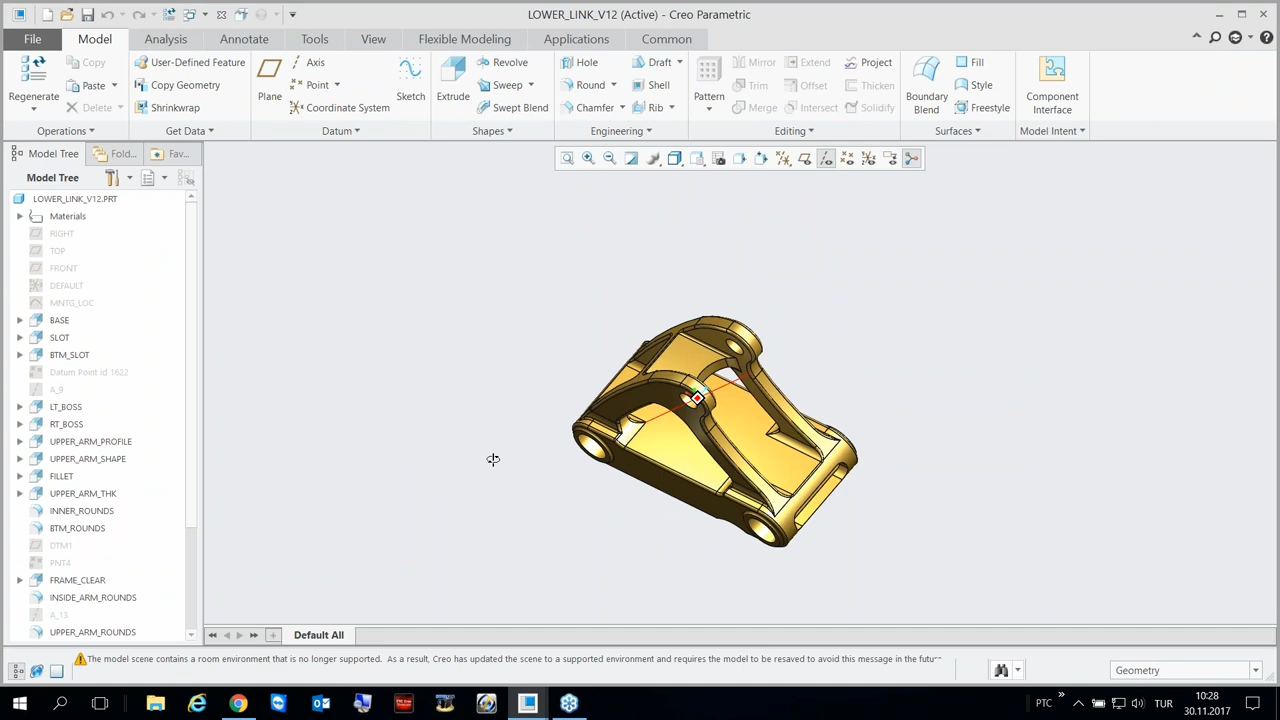 LOWER_LINK_V12 (Active) - Creo Parametric
File Model Analysis Annotate Tools View Flexible Modeling Applications Common
Regenerate
Copy
Paste
Delete
Operations
User-Defined Feature
Copy Geometry
Shrinkwrap
Get Data
Plane
Axis
Point
Coordinate System
Sketch
Datum
Extrude
Revolve
Sweep
Swept Blend
Shapes
Hole
Round
Chamfer
Draft
Shell
Rib
Engineering
Pattern
Mirror
Trim
Merge
Extend
Offset
Intersect
Project
Thicken
Solidify
Editing
Boundary
Blend
Fill
Style
Freestyle
Surfaces
Component
Interface
Model Intent
Model Tree Fold... Fav...
Model Tree
LOWER_LINK_V12.PRT
Materials
RIGHT
TOP
FRONT
DEFAULT
MNTG_LOC
BASE
SLOT
BTM_SLOT
Datum Point id 1622
A_9
LT_BOSS
RT_BOSS
UPPER_ARM_PROFILE
UPPER_ARM_SHAPE
FILLET
UPPER_ARM_THK
INNER_ROUNDS
BTM_ROUNDS
DTM1
PNT4
FRAME_CLEAR
INSIDE_ARM_ROUNDS
A_13
UPPER_ARM_ROUNDS
Default All
The model scene contains a room environment that is no longer supported. As a result, Creo has updated the scene to a supported environment and requires the model to be resaved to avoid this message in the
Geometry
PTC
TUR
10:28
30.11.2017